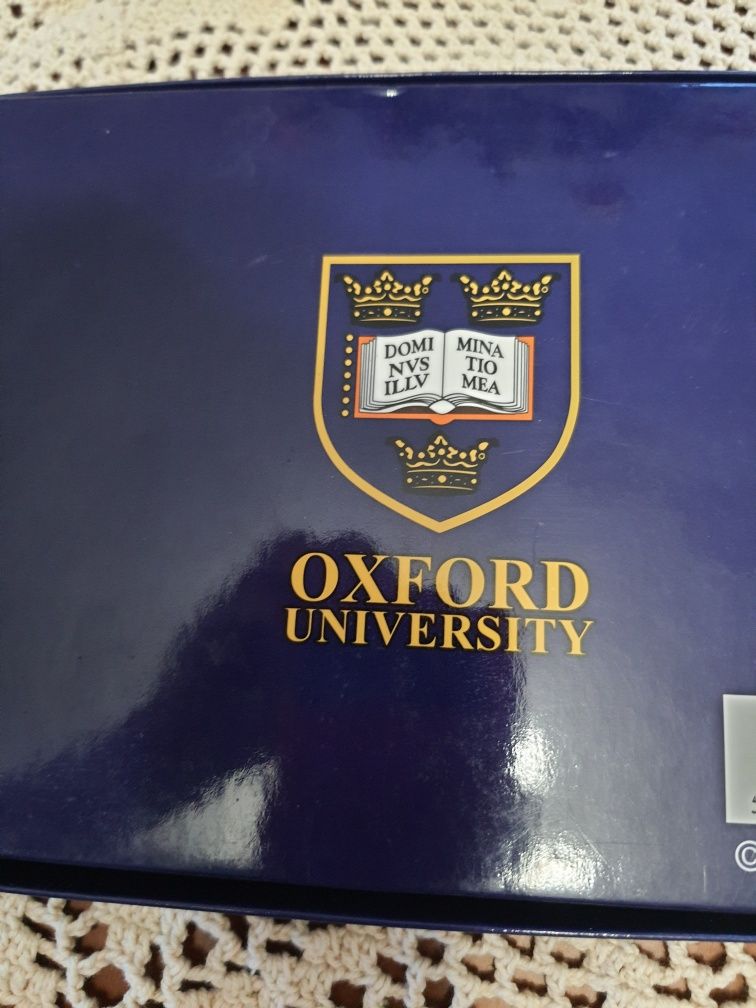 DOMI
NVS
ILLV
MINA
TIO
MEA
OXFORD
UNIVERSITY
©